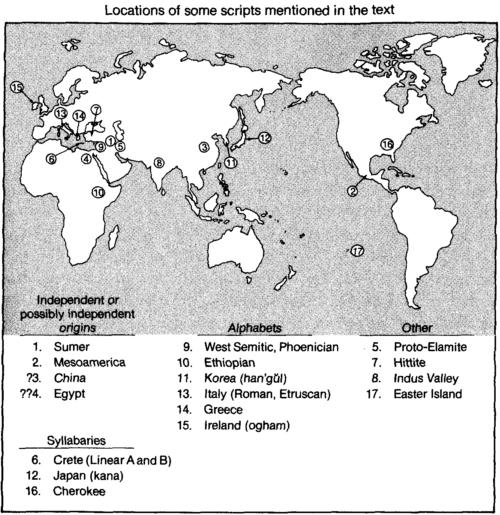 Locations of some scripts mentioned in the text
15
13 14 7
1
9 5
6 4
8
3
12
11
10
16
2
17
Independent or
possibly independent
origins
1. Sumer
2. Mesoamerica
?3. China
??4. Egypt
Syllabaries
6. Crete (Linear A and B)
12. Japan (kana)
16. Cherokee
Alphabets
9. West Semitic, Phoenician
10. Ethiopian
11. Korea (han'gŭl)
13. Italy (Roman, Etruscan)
14. Greece
15. Ireland (ogham)
Other
5. Proto-Elamite
7. Hittite
8. Indus Valley
17. Easter Island